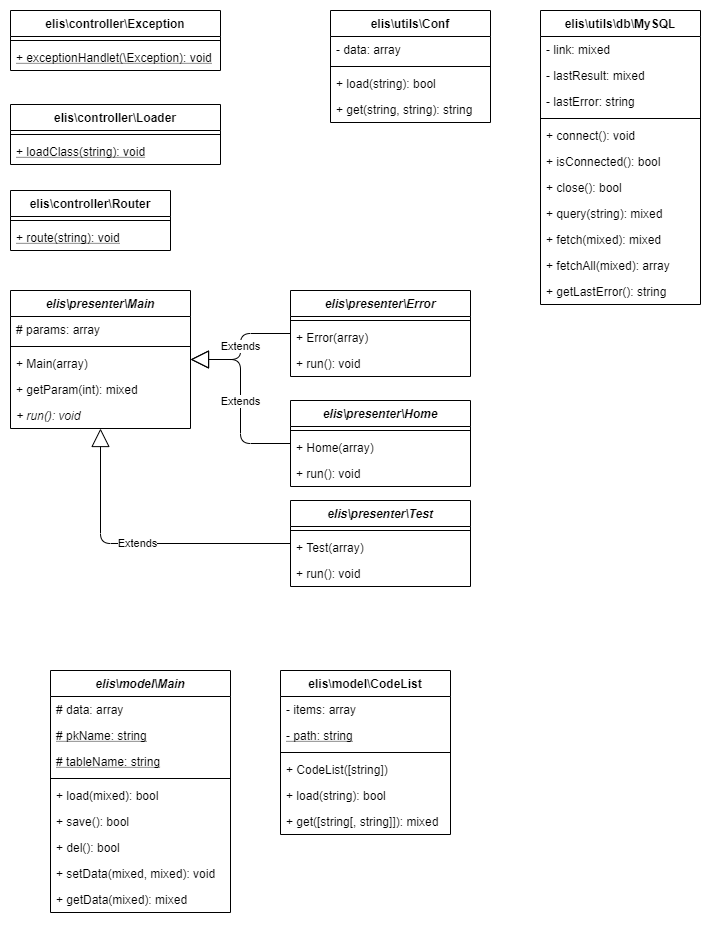 elis\controller\Exception
+ exceptionHandlet(\Exception): void
elis\controller\Loader
+ loadClass(string): void
elis\controller\Router
+ route(string): void
elis\utils\Conf
- data: array
+ load(string): bool
+ get(string, string): string
elis\utils\db\MySQL
- link: mixed
- lastResult: mixed
- lastError: string
+ connect(): void
+ isConnected(): bool
+ close(): bool
+ query(string): mixed
+ fetch(mixed): mixed
+ fetchAll(mixed): array
+ getLastError(): string
elis\presenter\Main
# params: array
+ Main(array)
+ getParam(int): mixed
+ run(): void
Extends
Extends
Extends
elis\presenter\Error
+ Error(array)
+ run(): void
elis\presenter\Home
+ Home(array)
+ run(): void
elis\presenter\Test
+ Test(array)
+ run(): void
elis\model\Main
# data: array
# pkName: string
# tableName: string
+ load(mixed): bool
+ save(): bool
+ del(): bool
+ setData(mixed, mixed): void
+ getData(mixed): mixed
elis\model\CodeList
- items: array
- path: string
+ CodeList([string])
+ load(string): bool
+ get([string[, string]]): mixed